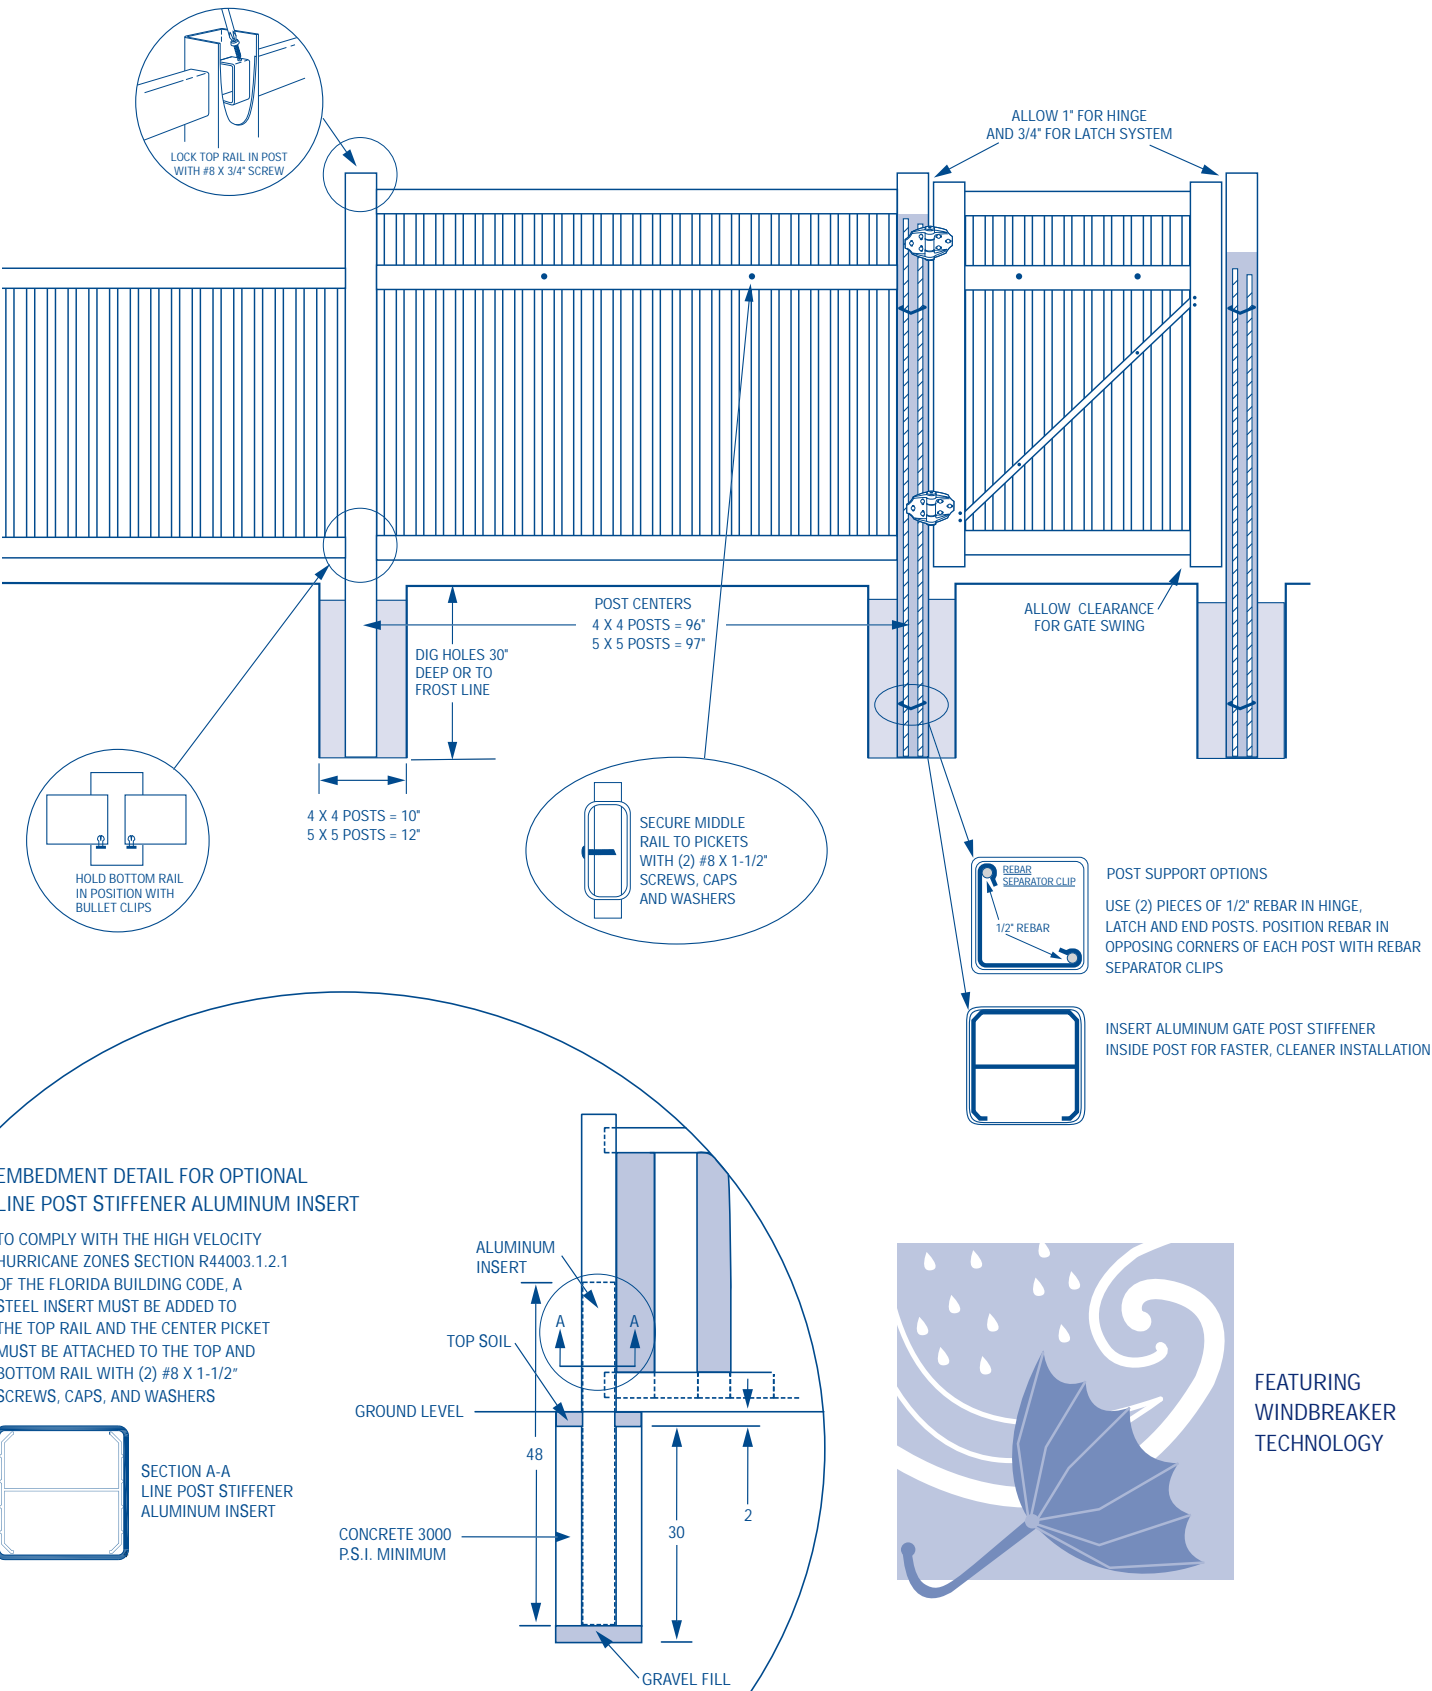 LOCK TOP RAIL IN POST
WITH #8 X 3/4" SCREW
ALLOW 1" FOR HINGE
AND 3/4" FOR LATCH SYSTEM
POST CENTERS
4 X 4 POSTS = 96"
5 X 5 POSTS = 97"
DIG HOLES 30"
DEEP OR TO
FROST LINE
ALLOW CLEARANCE
FOR GATE SWING
4 X 4 POSTS = 10"
5 X 5 POSTS = 12"
HOLD BOTTOM RAIL
IN POSITION WITH
BULLET CLIPS
SECURE MIDDLE
RAIL TO PICKETS
WITH (2) #8 X 1-1/2"
SCREWS, CAPS
AND WASHERS
REBAR
SEPARATOR CLIP
1/2" REBAR
POST SUPPORT OPTIONS
USE (2) PIECES OF 1/2" REBAR IN HINGE,
LATCH AND END POSTS. POSITION REBAR IN
OPPOSING CORNERS OF EACH POST WITH REBAR
SEPARATOR CLIPS
INSERT ALUMINUM GATE POST STIFFENER
INSIDE POST FOR FASTER, CLEANER INSTALLATION
EMBEDMENT DETAIL FOR OPTIONAL
LINE POST STIFFENER ALUMINUM INSERT
TO COMPLY WITH THE HIGH VELOCITY
HURRICANE ZONES SECTION R44003.1.2.1
OF THE FLORIDA BUILDING CODE, A
STEEL INSERT MUST BE ADDED TO
THE TOP RAIL AND THE CENTER PICKET
MUST BE ATTACHED TO THE TOP AND
BOTTOM RAIL WITH (2) #8 X 1-1/2"
SCREWS, CAPS, AND WASHERS
SECTION A-A
LINE POST STIFFENER
ALUMINUM INSERT
ALUMINUM
INSERT
A A
TOP SOIL
GROUND LEVEL
48
CONCRETE 3000
P.S.I. MINIMUM
30
2
GRAVEL FILL
FEATURING
WINDBREAKER
TECHNOLOGY